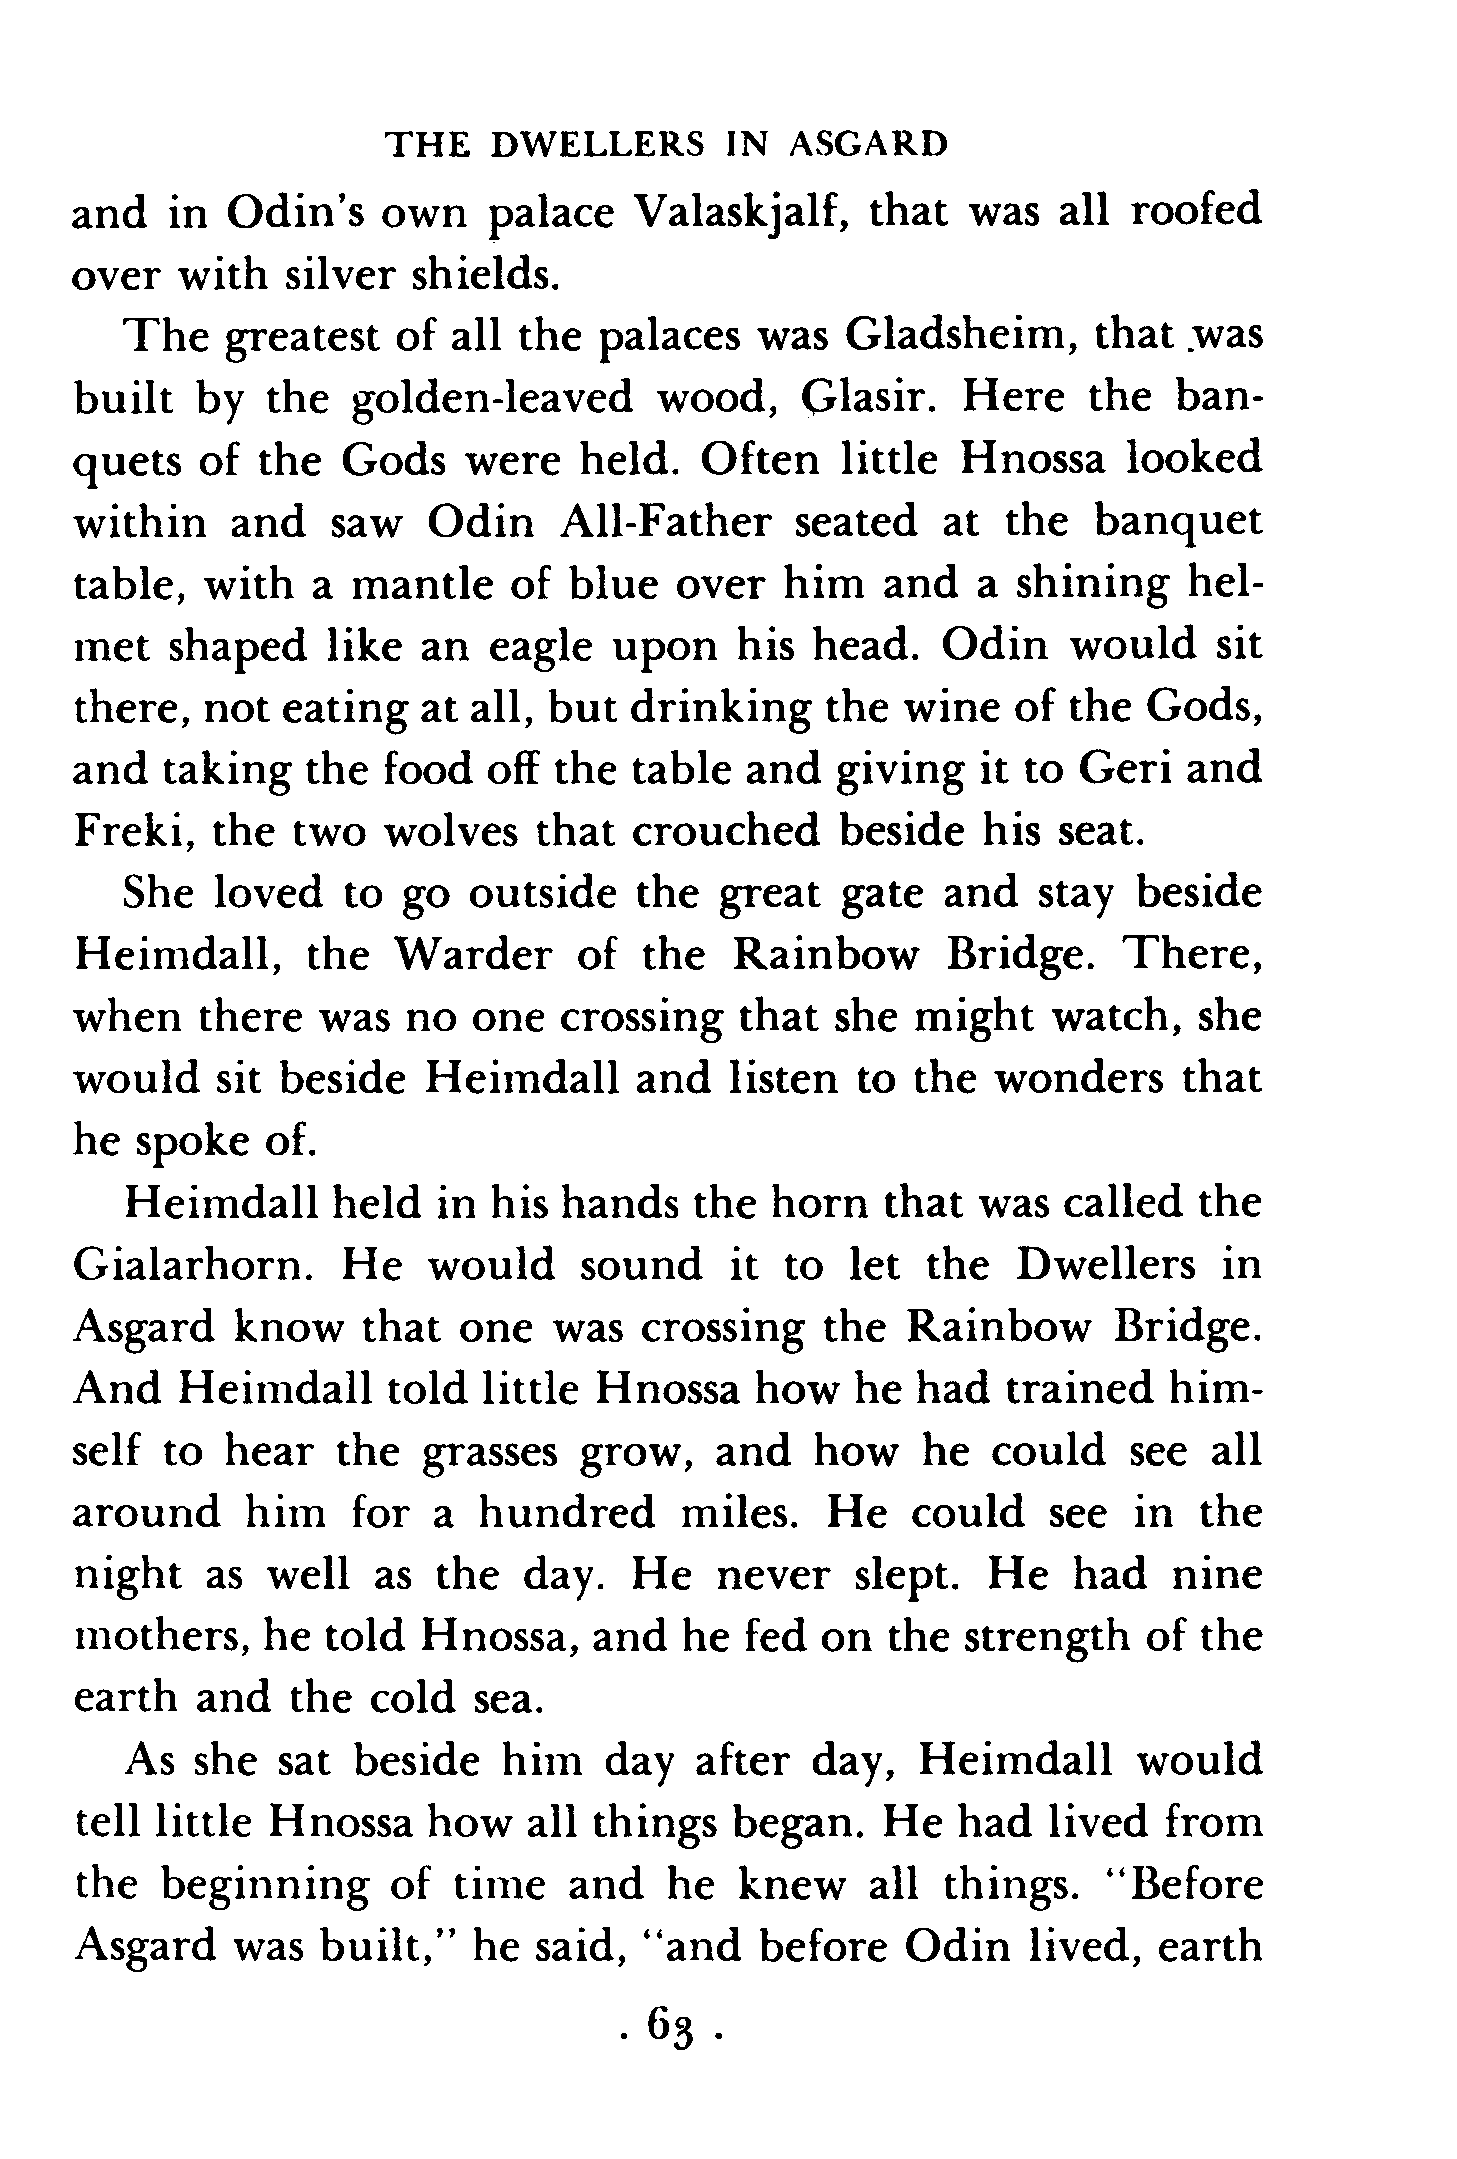 THE DWELLERS IN ASGARD
and in Odin's own palace Valaskjalf, that was all roofed
over with silver shields.
The greatest of all the palaces was Gladsheim, that was
built by the golden-leaved wood, Glasir. Here the ban-
quets of the Gods were held. Often little Hnossa looked
within and saw Odin All-Father seated at the banquet
table, with a mantle of blue over him and a shining hel-
met shaped like an eagle upon his head. Odin would sit
there, not eating at all, but drinking the wine of the Gods,
and taking the food off the table and giving it to Geri and
Freki, the two wolves that crouched beside his seat.
She loved to go outside the great gate and stay beside
Heimdall, the Warder of the Rainbow Bridge. There,
when there was no one crossing that she might watch, she
would sit beside Heimdall and listen to the wonders that
he spoke of.
Heimdall held in his hands the horn that was called the
Gialarhorn. He would sound it to let the Dwellers in
Asgard know that one was crossing the Rainbow Bridge.
And Heimdall told little Hnossa how he had trained him-
self to hear the grasses grow, and how he could see all
around him for a hundred miles. He could see in the
night as well as the day. He never slept. He had nine
mothers, he told Hnossa, and he fed on the strength of the
earth and the cold sea.
As she sat beside him day after day, Heimdall would
tell little Hnossa how all things began. He had lived from
the beginning of time and he knew all things. "Before
Asgard was built," he said, "and before Odin lived, earth
. 63 .